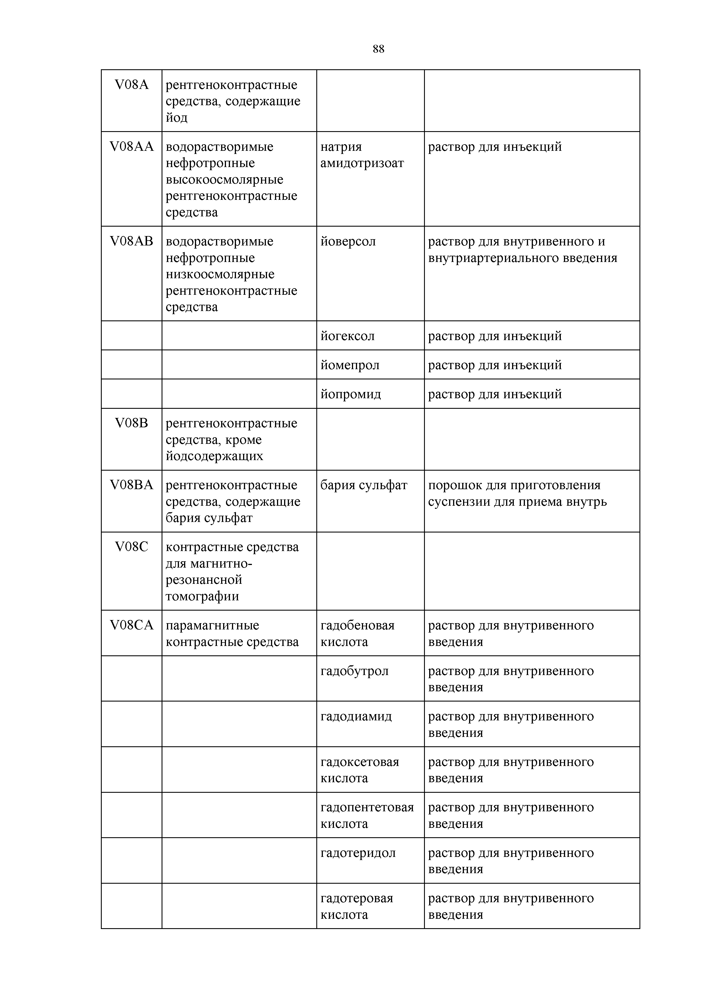 88
V08A
рентгеноконтрастные
средства, содержащие
йод
V08AA
водорастворимые
нефротропные
высокоосмолярные
рентгеноконтрастные
средства
натрия
амидотризоат
раствор для инъекций
V08AB
водорастворимые
нефротропные
низкоосмолярные
рентгеноконтрастные
средства
йоверсол
раствор для внутривенного и
внутриартериального введения
йогексол
раствор для инъекций
йомепрол
раствор для инъекций
йопромид
раствор для инъекций
V08B
рентгеноконтрастные
средства, кроме
йодсодержащих
V08BA
рентгеноконтрастные
средства, содержащие
бария сульфат
бария сульфат
порошок для приготовления
суспензии для приема внутрь
V08C
контрастные средства
для магнитно-
резонансной
томографии
V08CA
парамагнитные
контрастные средства
гадобеновая
кислота
раствор для внутривенного
введения
гадобутрол
раствор для внутривенного
введения
гадодиамид
раствор для внутривенного
введения
гадоксетовая
кислота
раствор для внутривенного
введения
гадопентетовая
кислота
раствор для внутривенного
введения
гадотеридол
раствор для внутривенного
введения
гадотеровая
кислота
раствор для внутривенного
введения